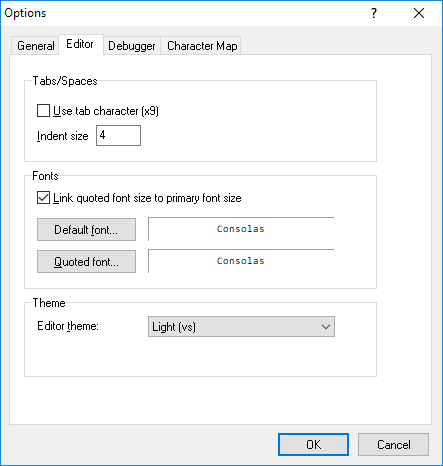 Options
General Editor Debugger Character Map
Tabs/Spaces
Use tab character (x9)
Indent size 4
Fonts
Link quoted font size to primary font size
Default font... Consolas
Quoted font... Consolas
Theme
Editor theme: Light (vs)
OK Cancel